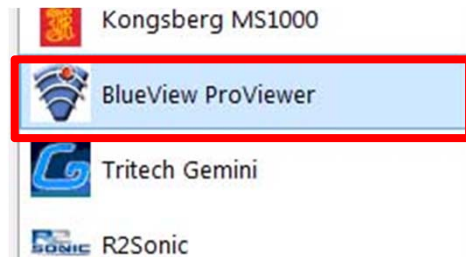 Kongsberg MS1000
BlueView ProViewer
Tritech Gemini
R2Sonic